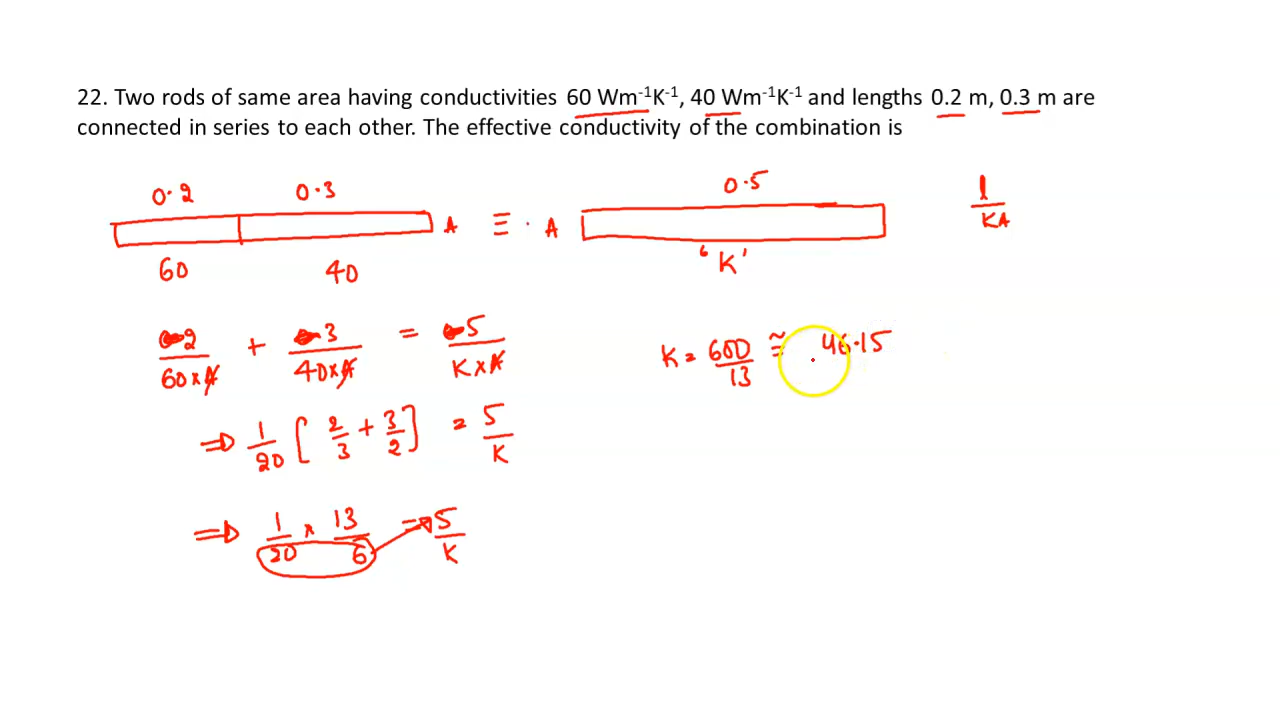 22. Two rods of same area having conductivities 60 Wm⁻¹K⁻¹, 40 Wm⁻¹K⁻¹ and lengths 0.2 m, 0.3 m are
connected in series to each other. The effective conductivity of the combination is
0.2 0.3 A ≡ A 0.5 l/KA
60 40 'K'
2/60×A + 3/40×A = 5/K×A
K = 600/13 ≅ 46.15
⇒ 1/20 [2/3 + 3/2] = 5/K
⇒ 1/20 × 13/6 = 5/K